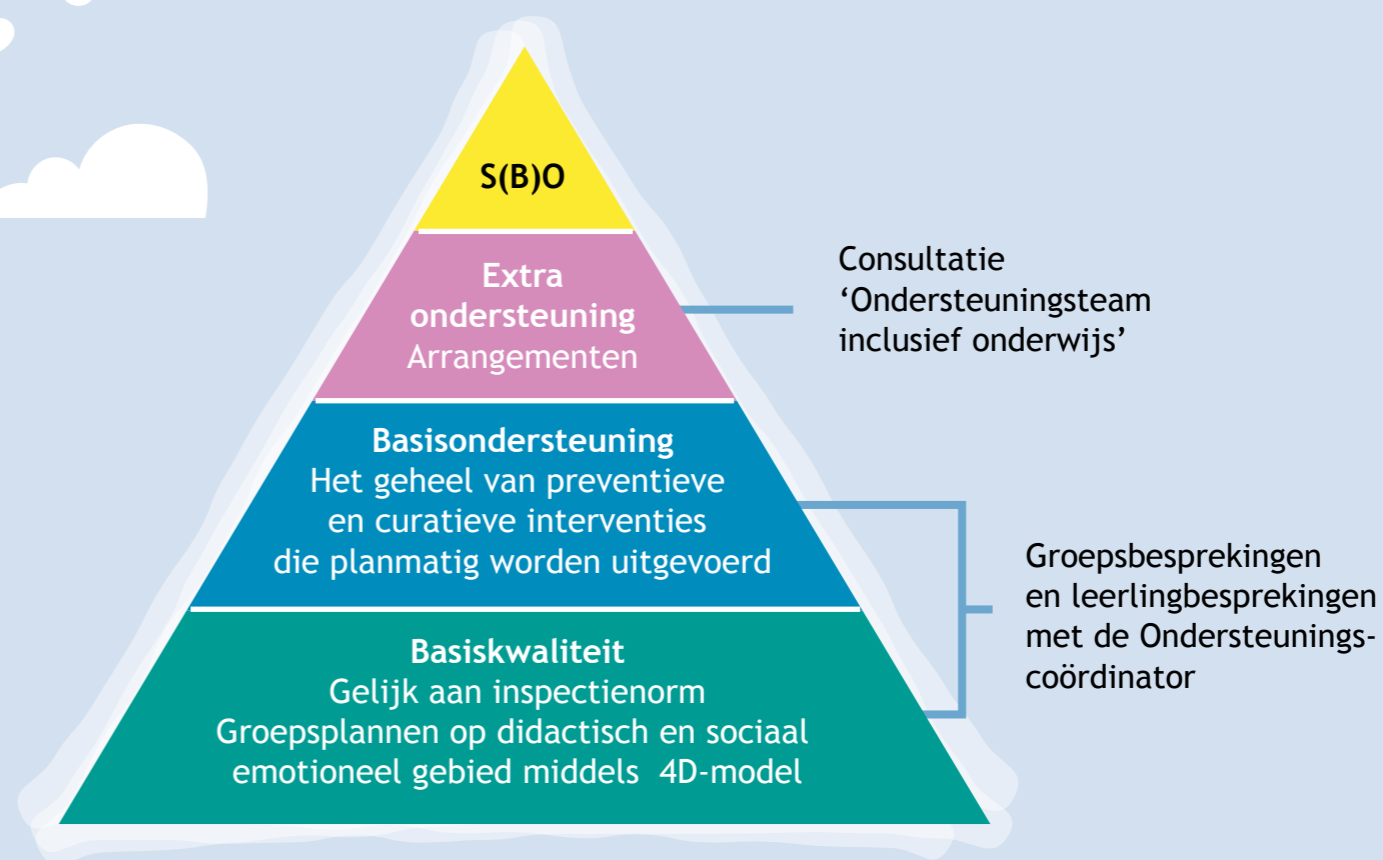 S(B)O
Extra
ondersteuning
Arrangementen
Consultatie
‘Ondersteuningsteam
inclusief onderwijs’
Basisondersteuning
Het geheel van preventieve
en curatieve interventies
die planmatig worden uitgevoerd
Groepsbesprekingen
en leerlingbesprekingen
met de Ondersteunings-
coördinator
Basiskwaliteit
Gelijk aan inspectienorm
Groepsplannen op didactisch en sociaal
emotioneel gebied middels 4D-model